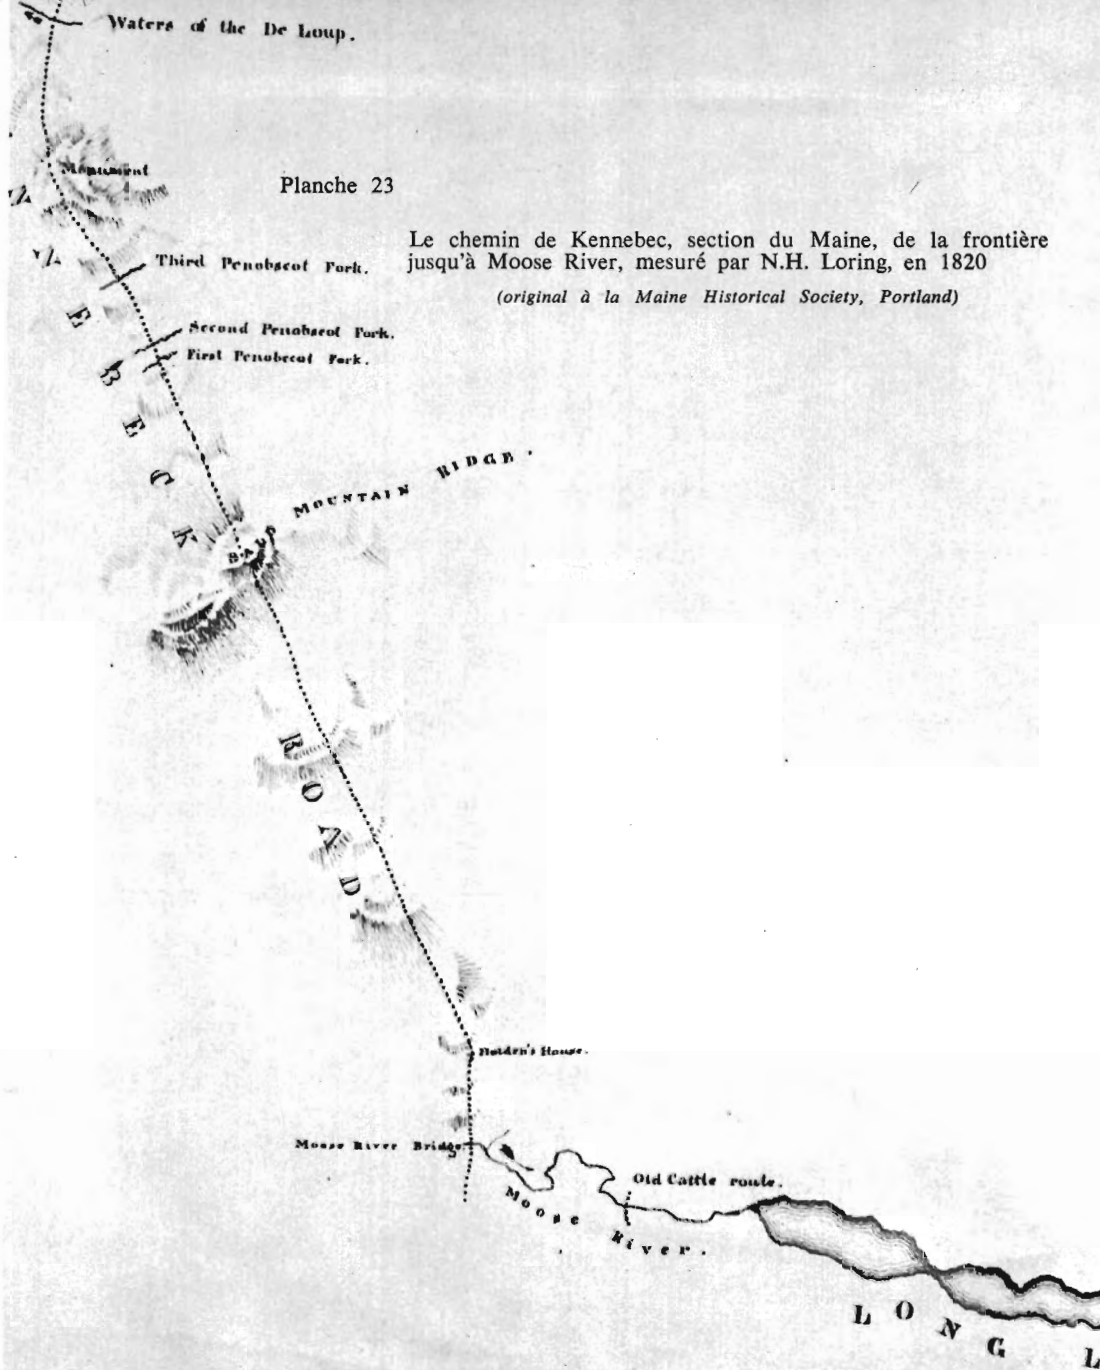 Waters of the De Loup.
Monument
Planche 23
Le chemin de Kennebec, section du Maine, de la frontière
jusqu'à Moose River, mesuré par N.H. Loring, en 1820
(original à la Maine Historical Society, Portland)
Third Penobscot Fork.
Second Penobscot Fork.
First Penobscot Fork.
EBECK ROAD.
BALD MOUNTAIN RIDGE.
Holden's House.
Moose River Bridge.
Old Cattle route.
Moose River.
LONG L